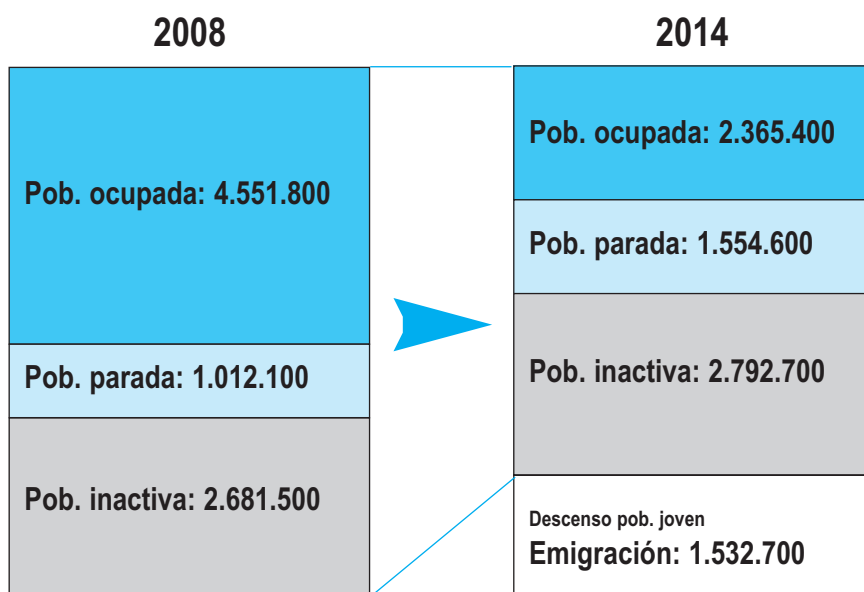 2008
Pob. ocupada: 4.551.800
Pob. parada: 1.012.100
Pob. inactiva: 2.681.500
2014
Pob. ocupada: 2.365.400
Pob. parada: 1.554.600
Pob. inactiva: 2.792.700
Descenso pob. joven
Emigración: 1.532.700